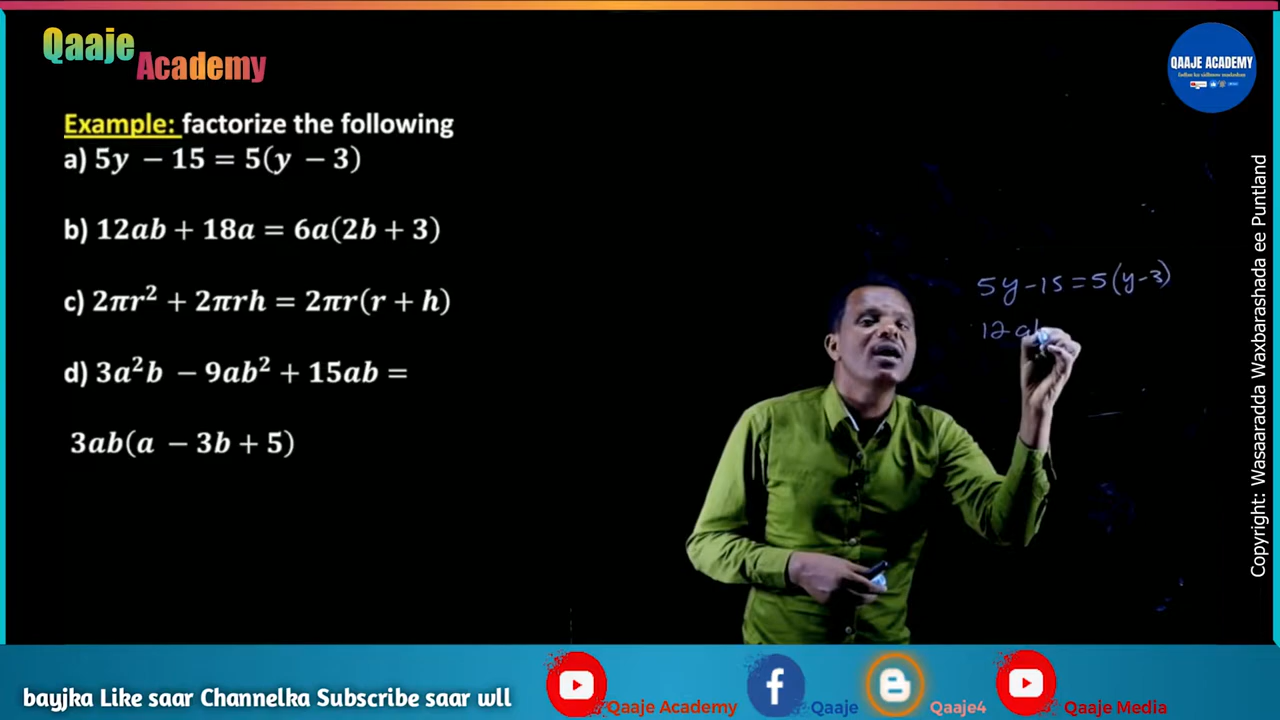 Qaaje
Academy
QAAJE ACADEMY
Example: factorize the following
a) 5y − 15 = 5(y − 3)
b) 12ab + 18a = 6a(2b + 3)
c) 2πr² + 2πrh = 2πr(r + h)
d) 3a²b − 9ab² + 15ab =
3ab(a − 3b + 5)
5y-15=5(y-3)
12ab
Copyright: Wasaaradda Waxbarashada ee Puntland
bayjka Like saar Channelka Subscribe saar wll
Qaaje Academy
Qaaje
Qaaje4
Qaaje Media